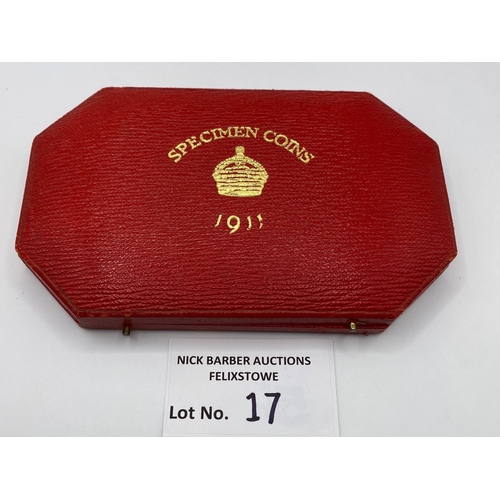 SPECIMEN COINS
1911
NICK BARBER AUCTIONS
FELIXSTOWE
Lot No. 17